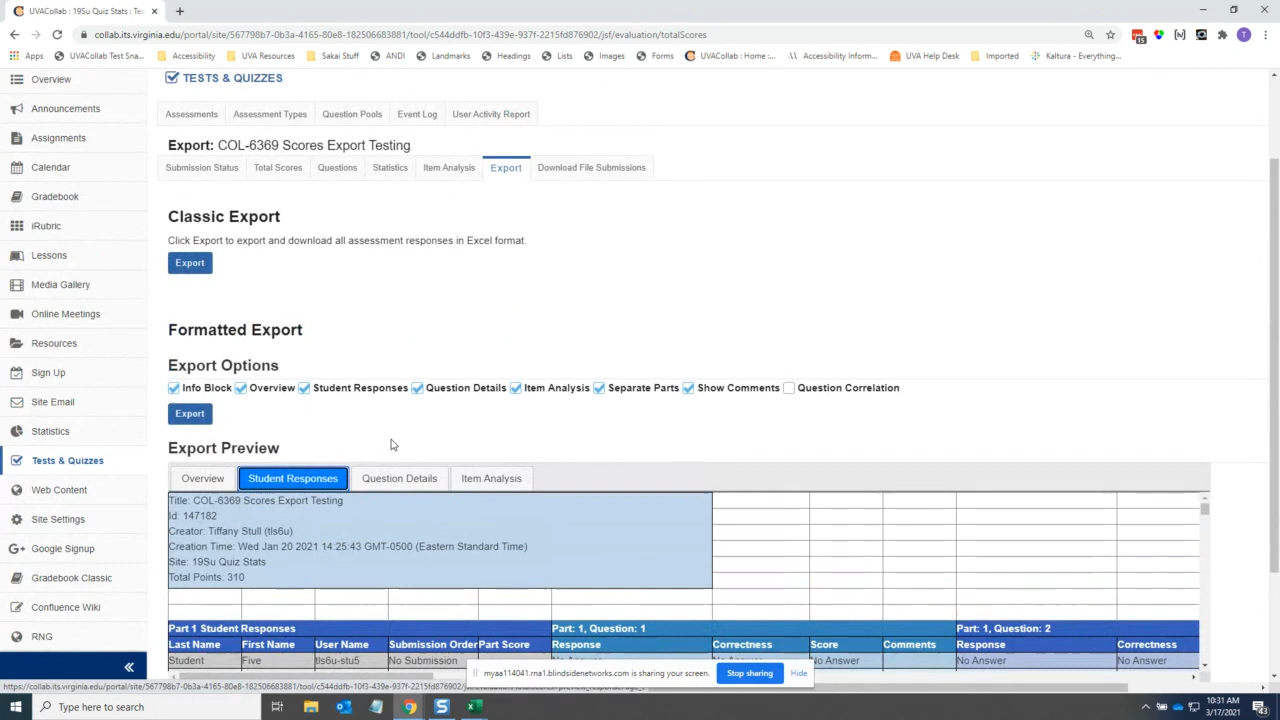 UVACollab : 19Su Quiz Stats : Te
collab.its.virginia.edu/portal/site/567798b7-0b3a-4165-80e8-182506683881/tool/c544ddfb-10f3-439e-937f-2215fd876902/jsf/evaluation/totalScores
Apps UVACollab Test Sna... Accessibility UVA Resources Sakai Stuff ANDI Landmarks Headings Lists Images Forms UVACollab : Home :... Accessibility Inform... UVA Help Desk Imported Kaltura - Everything...
15
T
Overview
Announcements
Assignments
Calendar
Gradebook
iRubric
Lessons
Media Gallery
Online Meetings
Resources
Sign Up
Site Email
Statistics
Tests & Quizzes
Web Content
Site Settings
G+ Google Signup
Gradebook Classic
Confluence Wiki
RNG
TESTS & QUIZZES
Assessments Assessment Types Question Pools Event Log User Activity Report
Export: COL-6369 Scores Export Testing
Submission Status Total Scores Questions Statistics Item Analysis Export Download File Submissions
Classic Export
Click Export to export and download all assessment responses in Excel format.
Export
Formatted Export
Export Options
Info Block Overview Student Responses Question Details Item Analysis Separate Parts Show Comments Question Correlation
Export
Export Preview
Overview Student Responses Question Details Item Analysis
Title: COL-6369 Scores Export Testing
Id: 147182
Creator: Tiffany Stull (tls6u)
Creation Time: Wed Jan 20 2021 14:25:43 GMT-0500 (Eastern Standard Time)
Site: 19Su Quiz Stats
Total Points: 310
Part 1 Student Responses Part: 1, Question: 1 Part: 1, Question: 2
Last Name First Name User Name Submission Order Part Score Response Correctness Score Comments Response Correctness
Student Five tls6u-stu5 No Submission No Answer No Answer No Answer
myaa114041.rna1.blindsidenetworks.com is sharing your screen. Stop sharing Hide
Type here to search
10:31 AM
3/17/2021
43